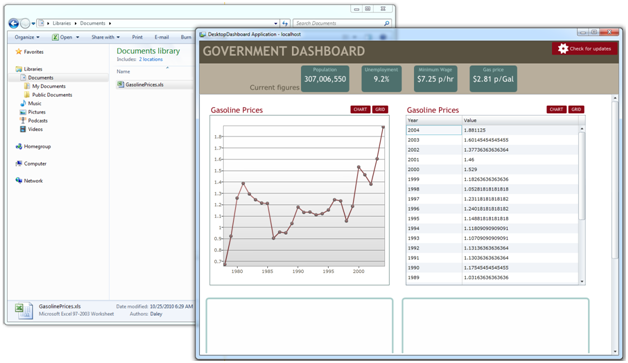 Libraries ▸ Documents ▸
Search Documents
Organize
Open
Share with
Print
E-mail
Burn
Favorites
Libraries
Documents
My Documents
Public Documents
Music
Pictures
Podcasts
Videos
Homegroup
Computer
Network
Documents library
Includes: 2 locations
Name
GasolinePrices.xls
GasolinePrices.xls
Microsoft Excel 97-2003 Worksheet
Date modified: 10/25/2010 6:29 AM
Authors: Daley
DesktopDashboard Application - localhost
GOVERNMENT DASHBOARD
Check for updates
Current figures
Population
307,006,550
Unemployment
9.2%
Minimum Wage
$7.25 p/hr
Gas price
$2.81 p/Gal
Gasoline Prices
CHART
GRID
1.8
1.7
1.6
1.5
1.4
1.3
1.2
1.1
1
0.9
0.8
0.7
1980
1985
1990
1995
2000
Gasoline Prices
CHART
GRID
Year Value
2004 1.881125
2003 1.60145454545455
2002 1.37736363636364
2001 1.46
2000 1.529
1999 1.18263636363636
1998 1.05281818181818
1997 1.23118181818182
1996 1.24018181818182
1995 1.14881818181818
1994 1.11809090909091
1993 1.10709090909091
1992 1.13136363636364
1991 1.13036363636364
1990 1.17545454545455
1989 1.03163636363636